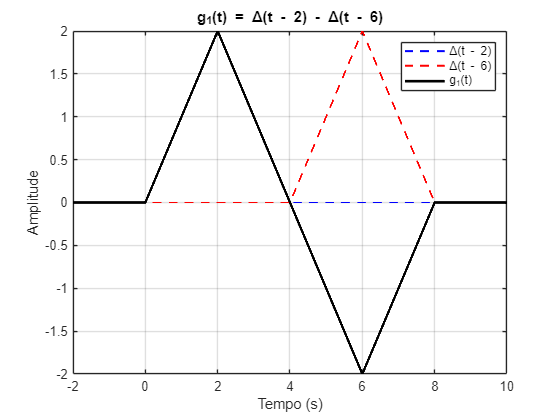 g₁(t) = Δ(t - 2) - Δ(t - 6)
Δ(t - 2)
Δ(t - 6)
g₁(t)
2
1.5
1
0.5
0
-0.5
-1
-1.5
-2
Amplitude
-2 0 2 4 6 8 10
Tempo (s)